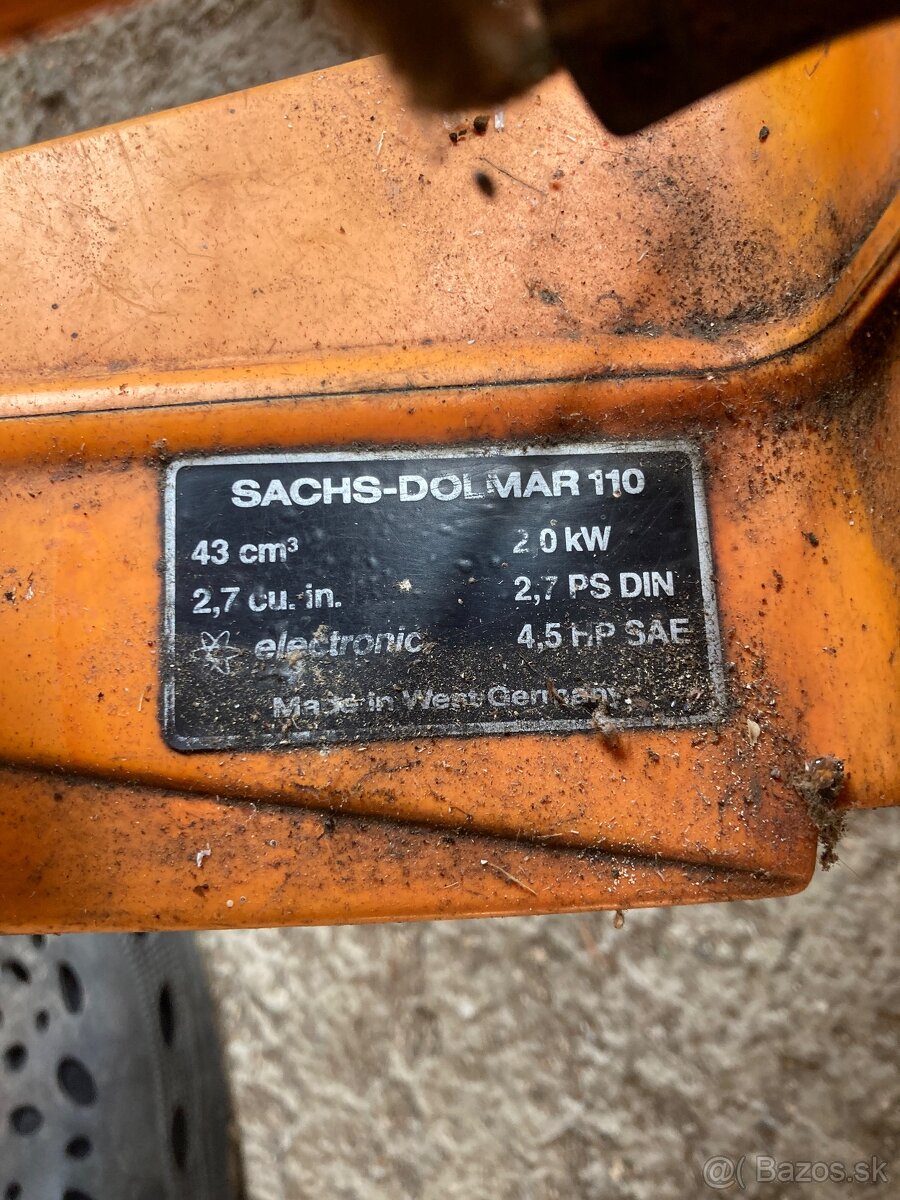 SACHS-DOLMAR 110
43 cm³ 2,0 kW
2,7 cu. in. 2,7 PS DIN
electronic 4,5 HP SAE
Made in West Germany
@( Bazos.sk